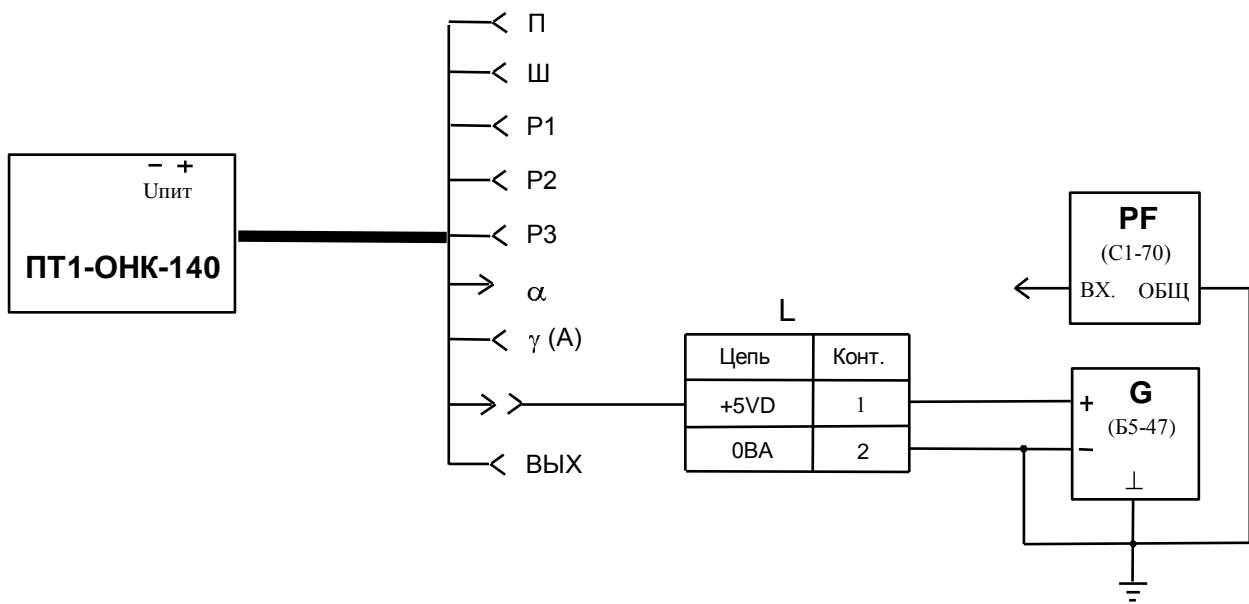 П
Ш
Р1
Р2
Р3
α
γ (А)
ВЫХ
− +
Uпит
ПТ1-ОНК-140
L
Цепь Конт.
+5VD 1
0ВА 2
PF
(С1-70)
ВХ. ОБЩ
G
(Б5-47)
+
−
⊥